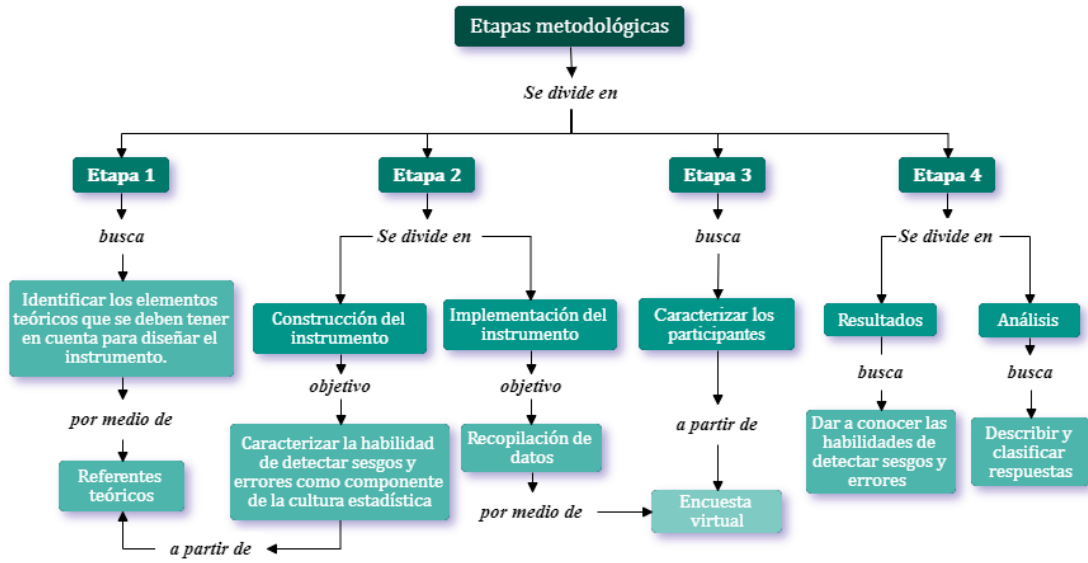 Etapas metodológicas
Se divide en
Etapa 1
Etapa 2
Etapa 3
Etapa 4
busca
Se divide en
busca
Se divide en
Identificar los elementos
teóricos que se deben tener
en cuenta para diseñar el
instrumento.
Construcción del
instrumento
Implementación del
instrumento
Caracterizar los
participantes
Resultados
Análisis
por medio de
objetivo
objetivo
a partir de
busca
busca
Referentes
teóricos
Caracterizar la habilidad
de detectar sesgos y
errores como componente
de la cultura estadística
Recopilación de
datos
Dar a conocer las
habilidades de
detectar sesgos y
errores
Describir y
clasificar
respuestas
por medio de
Encuesta
virtual
a partir de